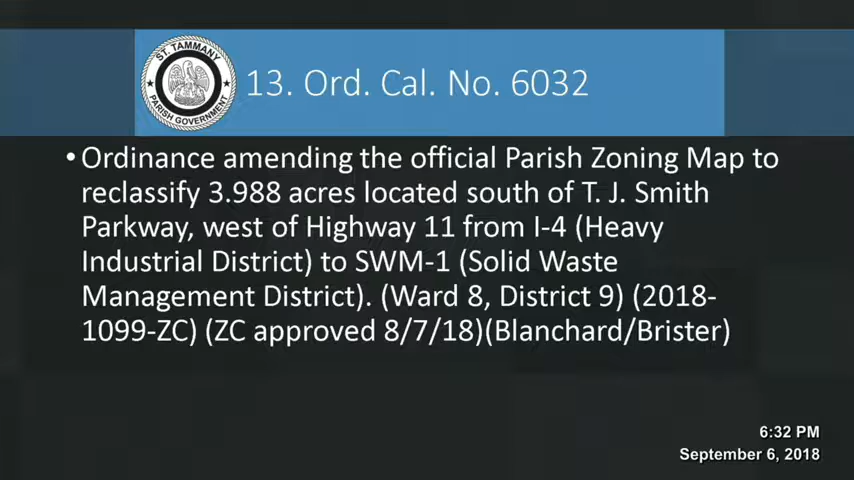 ST. TAMMANY
PARISH GOVERNMENT
13. Ord. Cal. No. 6032
• Ordinance amending the official Parish Zoning Map to
reclassify 3.988 acres located south of T. J. Smith
Parkway, west of Highway 11 from I-4 (Heavy
Industrial District) to SWM-1 (Solid Waste
Management District). (Ward 8, District 9) (2018-
1099-ZC) (ZC approved 8/7/18)(Blanchard/Brister)
6:32 PM
September 6, 2018